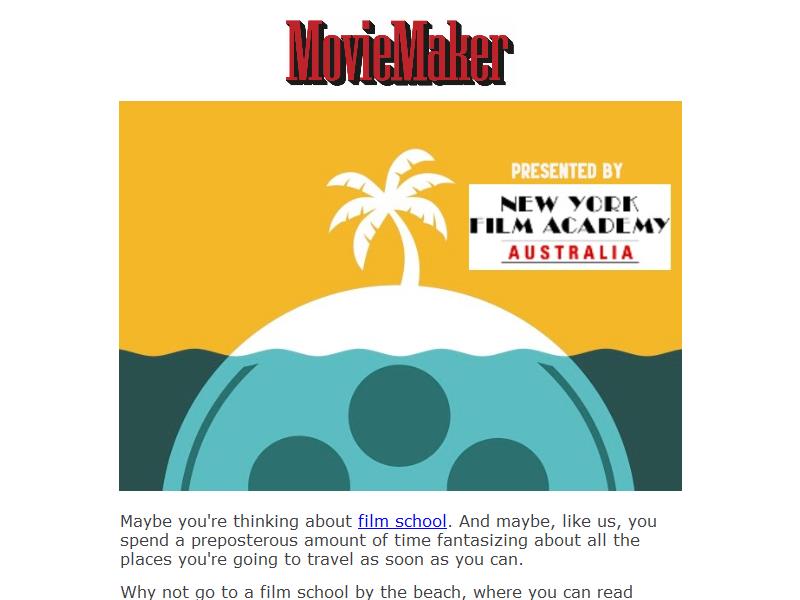 MovieMaker
PRESENTED BY
NEW YORK
FILM ACADEMY
AUSTRALIA
Maybe you're thinking about film school. And maybe, like us, you
spend a preposterous amount of time fantasizing about all the
places you're going to travel as soon as you can.
Why not go to a film school by the beach, where you can read